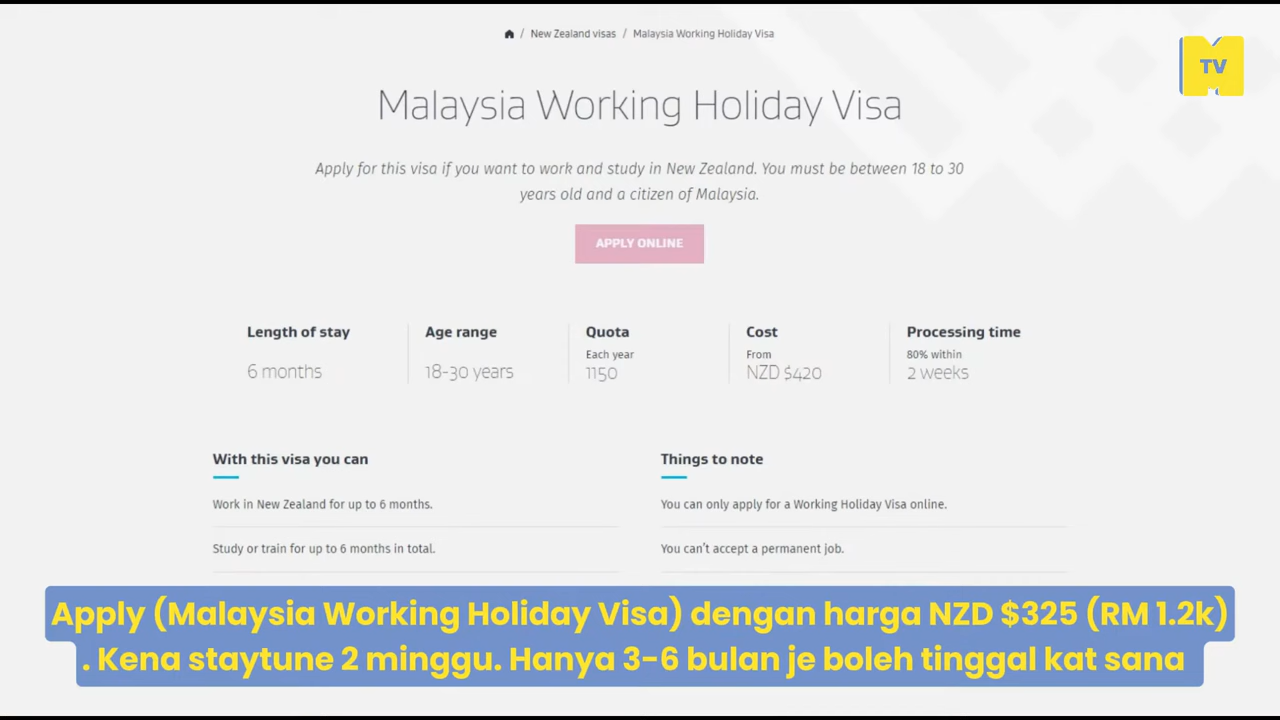 / New Zealand visas / Malaysia Working Holiday Visa
TV
Malaysia Working Holiday Visa
Apply for this visa if you want to work and study in New Zealand. You must be between 18 to 30
years old and a citizen of Malaysia.
APPLY ONLINE
Length of stay
6 months
Age range
18-30 years
Quota
Each year
1150
Cost
From
NZD $420
Processing time
80% within
2 weeks
With this visa you can
Work in New Zealand for up to 6 months.
Study or train for up to 6 months in total.
Things to note
You can only apply for a Working Holiday Visa online.
You can't accept a permanent job.
Apply (Malaysia Working Holiday Visa) dengan harga NZD $325 (RM 1.2k)
. Kena staytune 2 minggu. Hanya 3-6 bulan je boleh tinggal kat sana